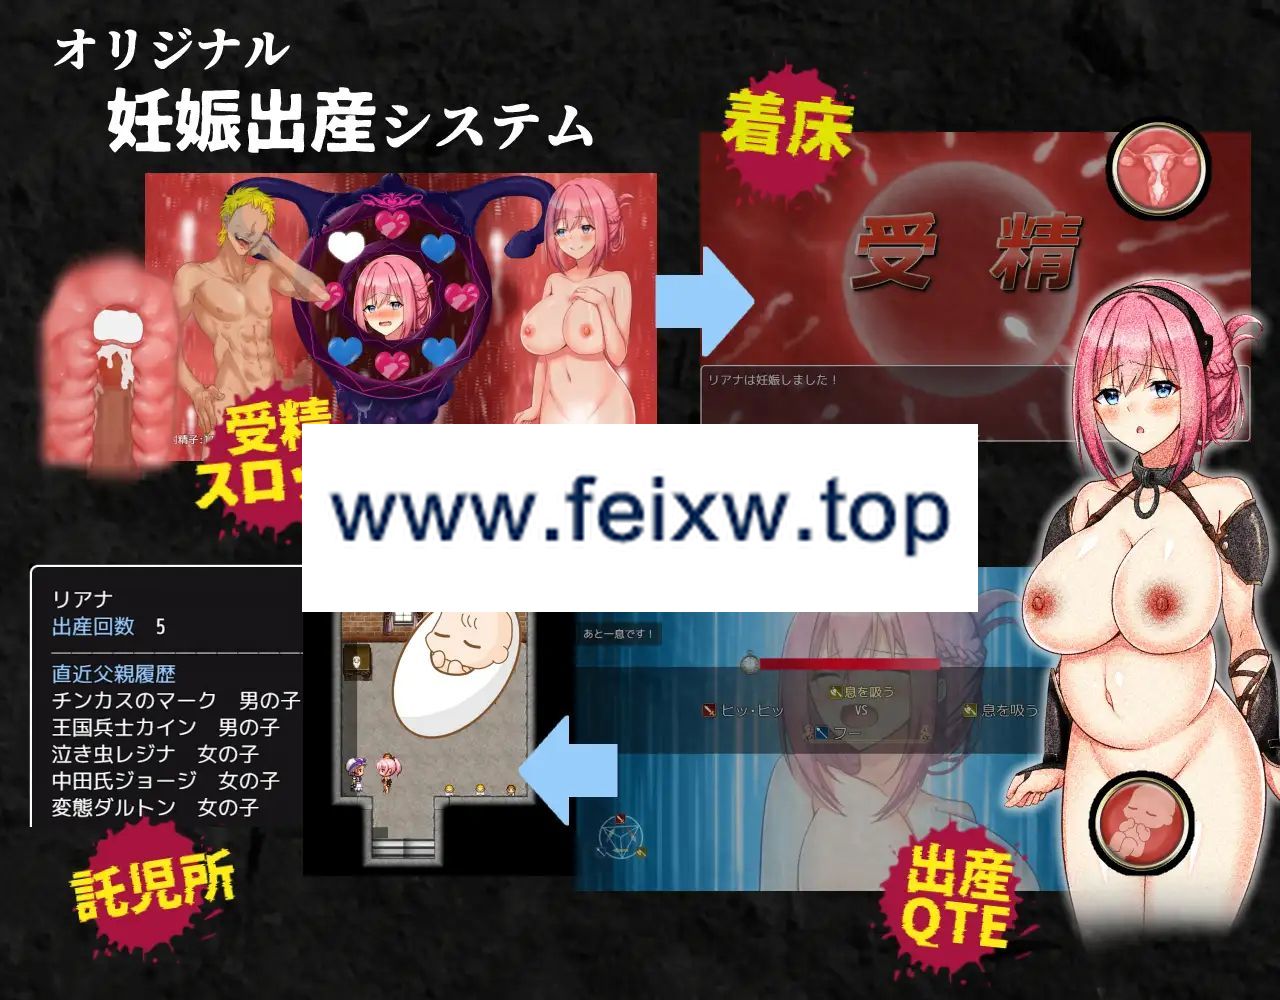 オリジナル
妊娠出産システム
着床
受精
リアナは妊娠しました！
受精
スロッ
www.feixw.top
リアナ
出産回数 5
直近父親履歴
チンカスのマーク 男の子
王国兵士カイン 男の子
泣き虫レジナ 女の子
中田氏ジョージ 女の子
変態ダルトン 女の子
あと一息です！
息を吸う
ヒッ・ヒッ
VS
息を吸う
フー
託児所
出産
QTE